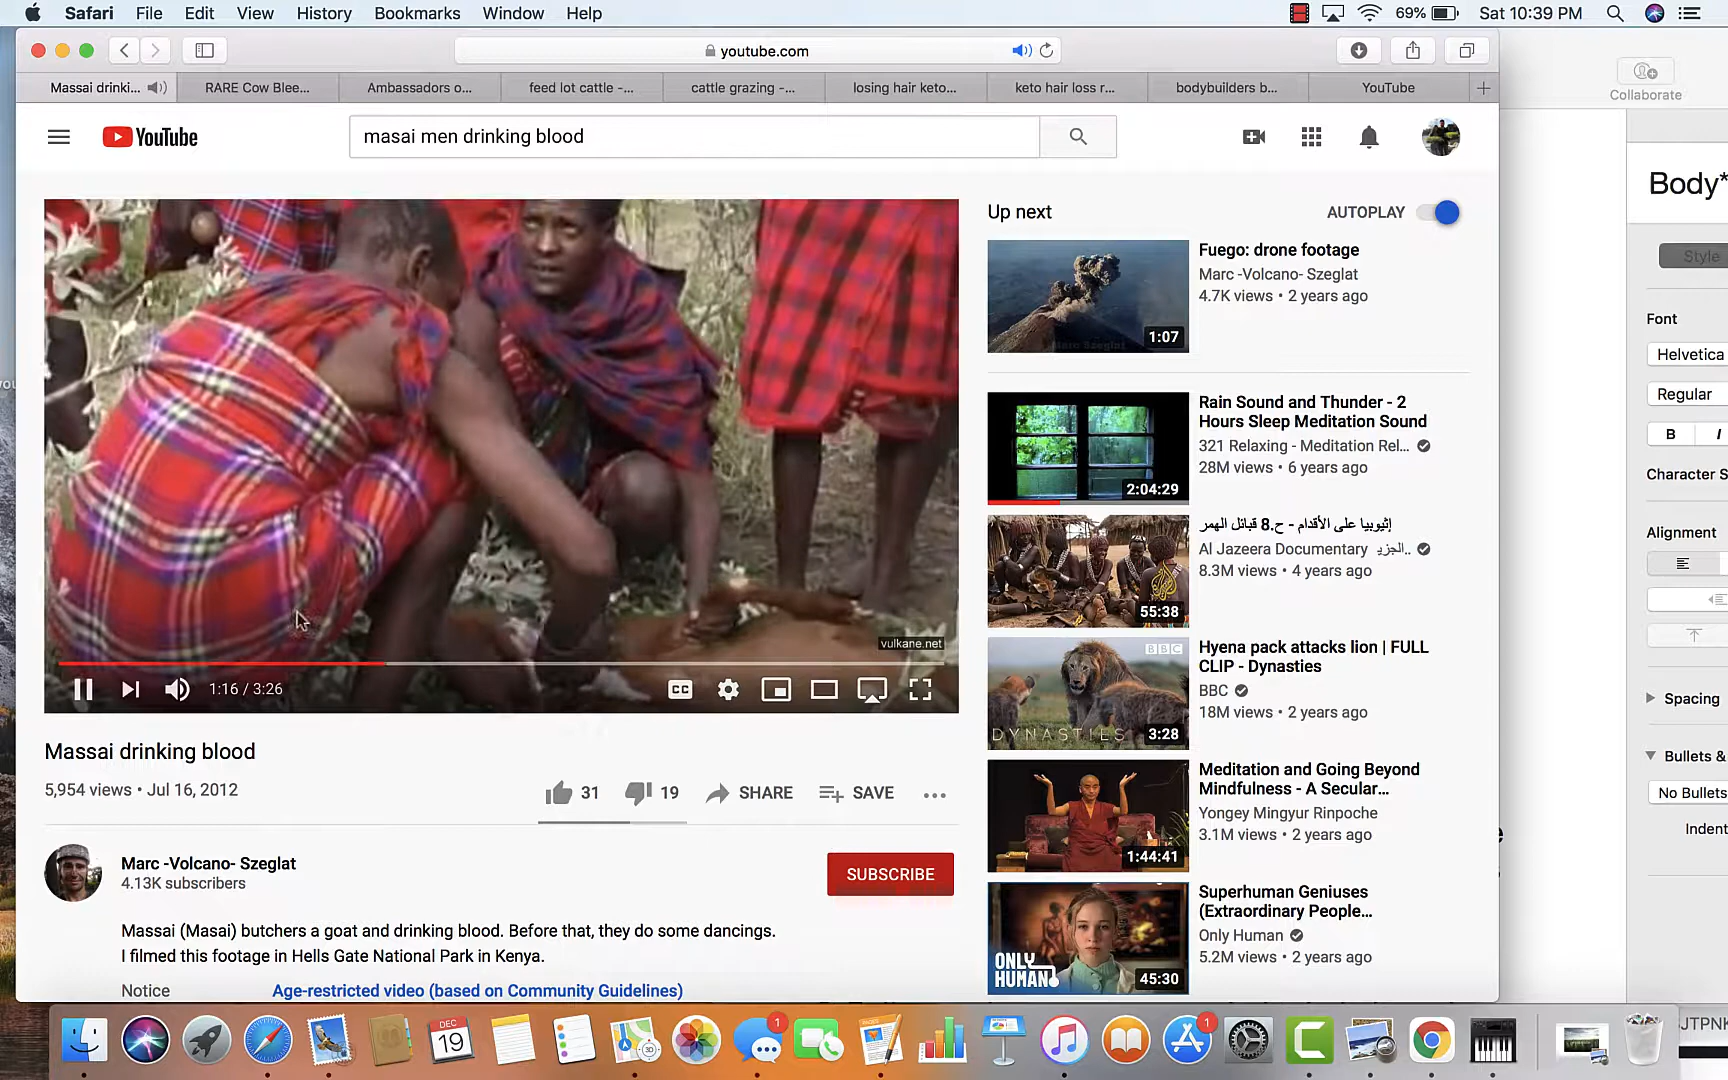 Safari File Edit View History Bookmarks Window Help 69% Sat 10:39 PM
youtube.com
Collaborate
Massai drinki... RARE Cow Blee... Ambassadors o... feed lot cattle -... cattle grazing -... losing hair keto... keto hair loss r... bodybuilders b... YouTube
YouTube
masai men drinking blood
Body*
Style
Font
Helvetica
Regular
B I
Character S
Alignment
Spacing
Bullets &
No Bullets
Indent
vulkane.net
1:16 / 3:26
CC
Massai drinking blood
5,954 views • Jul 16, 2012
31 19 SHARE SAVE
Marc -Volcano- Szeglat
4.13K subscribers
SUBSCRIBE
Massai (Masai) butchers a goat and drinking blood. Before that, they do some dancings.
I filmed this footage in Hells Gate National Park in Kenya.
Notice Age-restricted video (based on Community Guidelines)
Up next AUTOPLAY
Fuego: drone footage
Marc -Volcano- Szeglat
4.7K views • 2 years ago
1:07
Rain Sound and Thunder - 2
Hours Sleep Meditation Sound
321 Relaxing - Meditation Rel...
28M views • 6 years ago
2:04:29
إثيوبيا على الأقدام - ح.8 قبائل الهمر
Al Jazeera Documentary الجزيد..
8.3M views • 4 years ago
55:38
Hyena pack attacks lion | FULL
CLIP - Dynasties
BBC
18M views • 2 years ago
BBC
DYNASTIES
3:28
Meditation and Going Beyond
Mindfulness - A Secular...
Yongey Mingyur Rinpoche
3.1M views • 2 years ago
1:44:41
Superhuman Geniuses
(Extraordinary People...
Only Human
5.2M views • 2 years ago
ONLY
HUMAN
45:30
DEC
19
3D
1
1
JTPNK